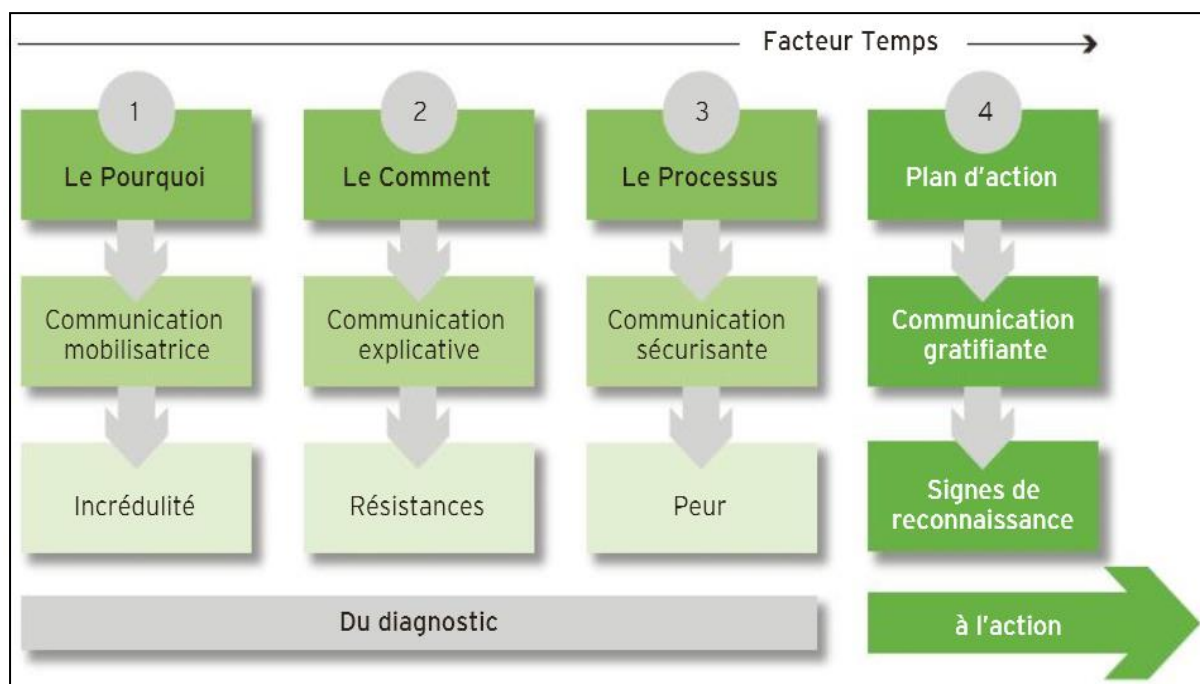 Facteur Temps
1
2
3
4
Le Pourquoi
Le Comment
Le Processus
Plan d'action
Communication
mobilisatrice
Communication
explicative
Communication
sécurisante
Communication
gratifiante
Incrédulité
Résistances
Peur
Signes de
reconnaissance
Du diagnostic
à l'action